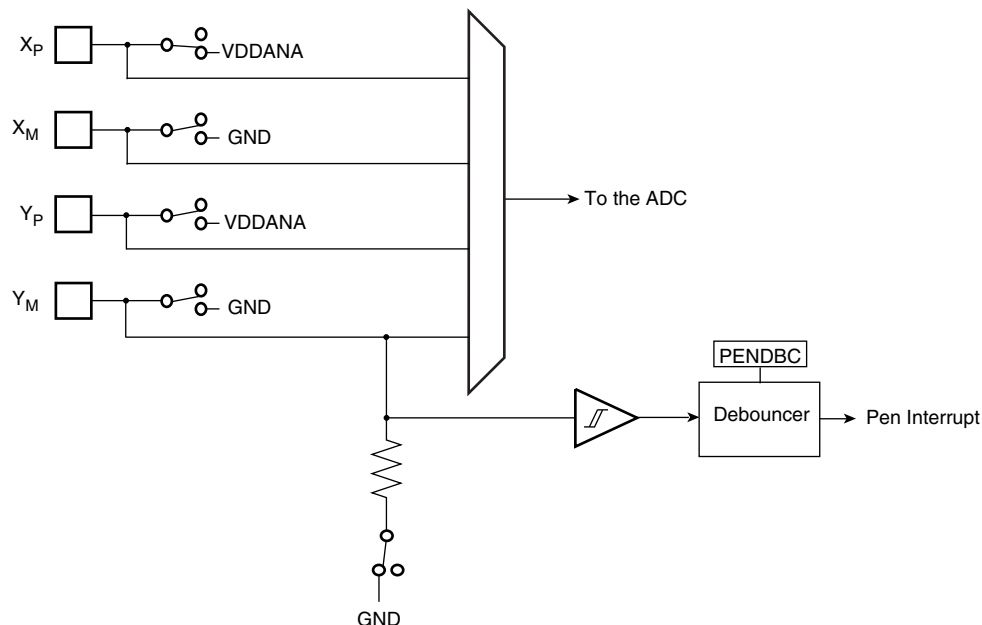 XP
VDDANA
XM
GND
To the ADC
YP
VDDANA
YM
GND
PENDBC
Debouncer
Pen Interrupt
GND